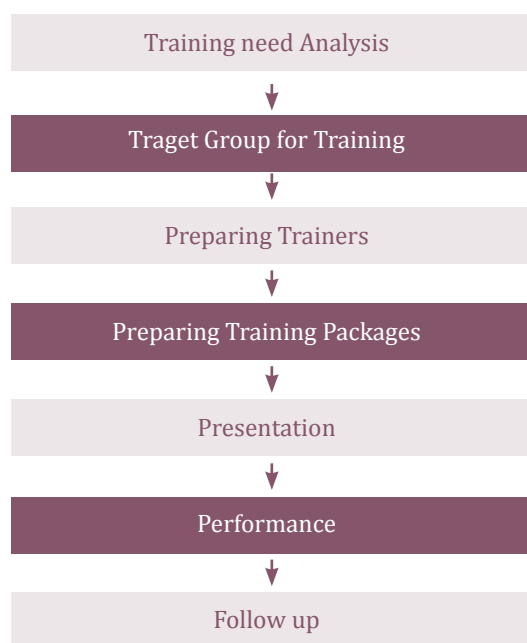 Training need Analysis
Traget Group for Training
Preparing Trainers
Preparing Training Packages
Presentation
Performance
Follow up